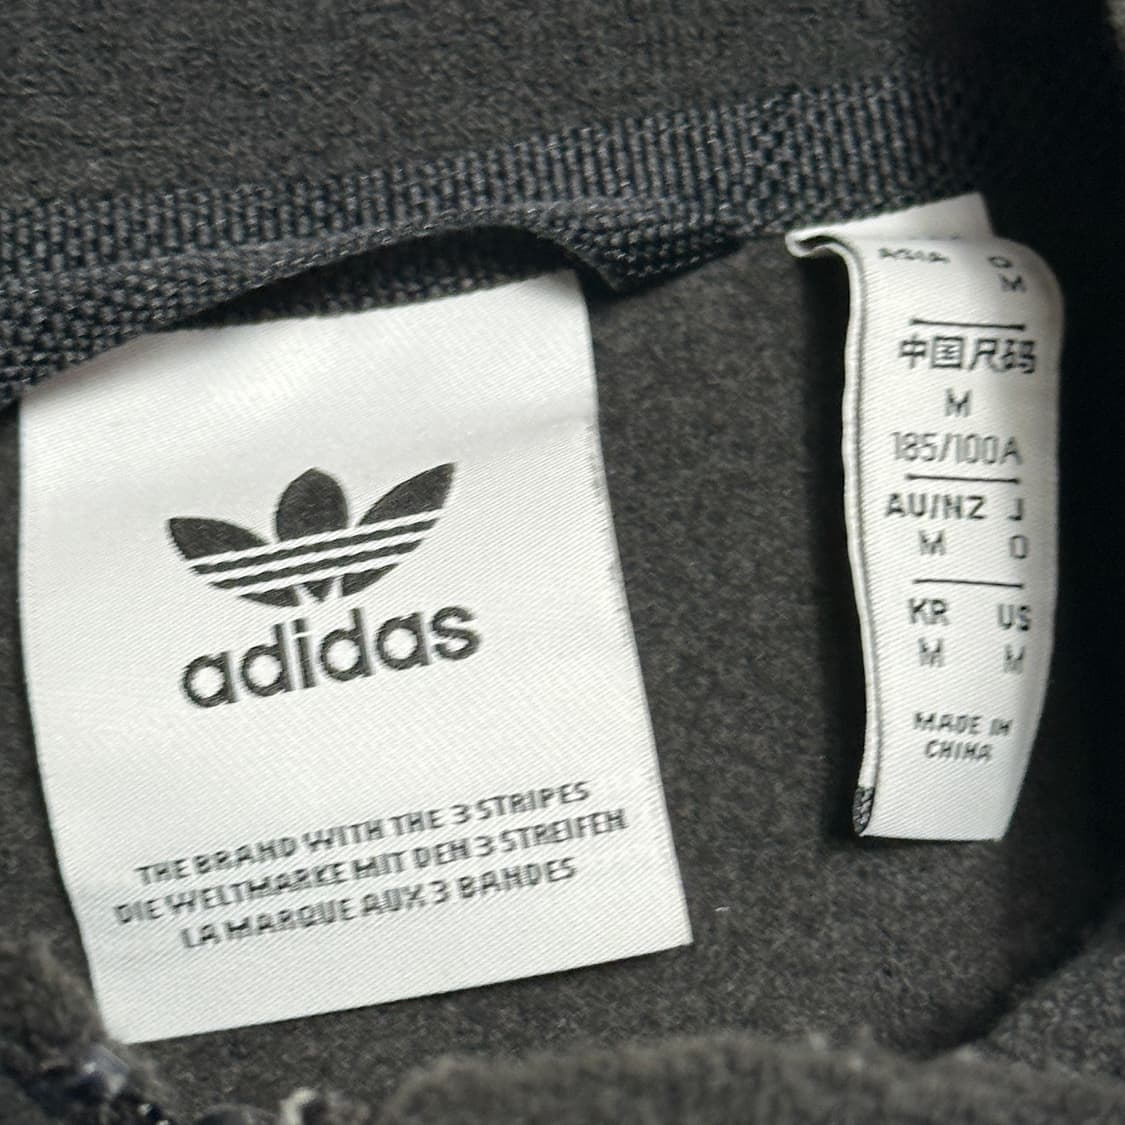 adidas
THE BRAND WITH THE 3 STRIPES
DIE WELTMARKE MIT DEN 3 STREIFEN
LA MARQUE AUX 3 BANDES
ASIA
M
中国尺码
M
185/100A
AU/NZ J
M O
KR US
M M
MADE IN
CHINA